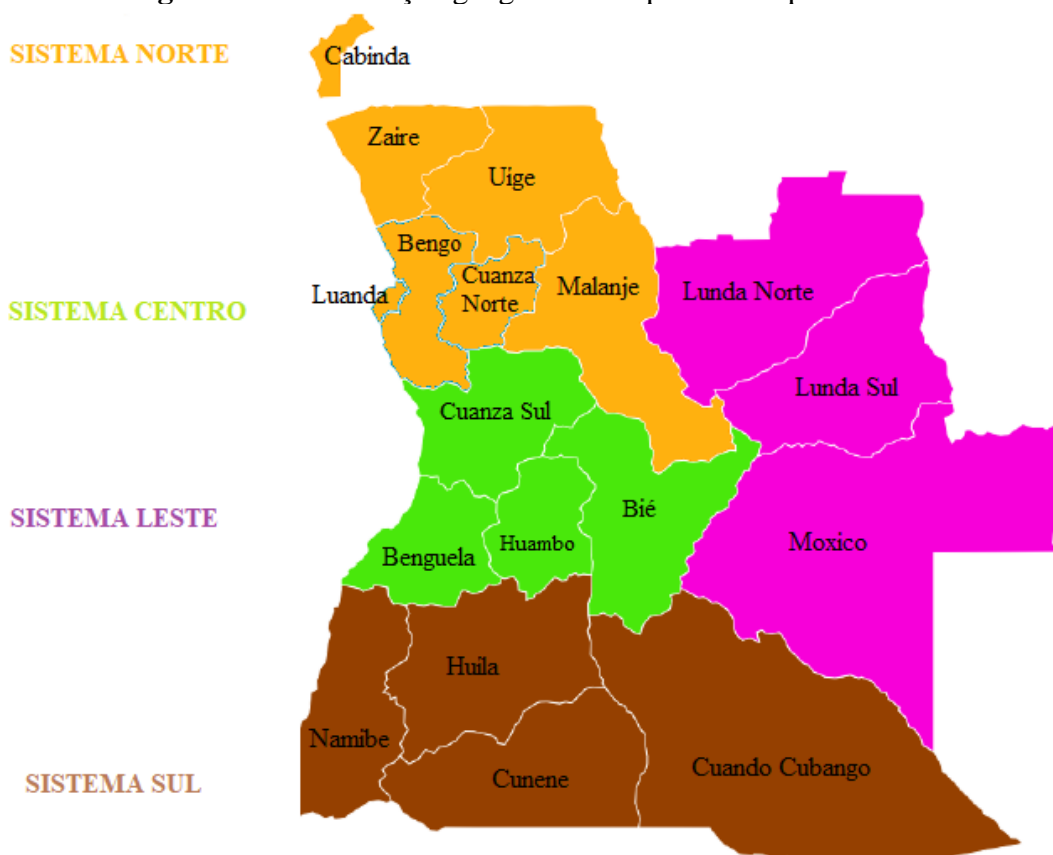 SISTEMA NORTE
Cabinda
Zaire
Uíge
Bengo
Cuanza
Norte
Malanje
Lunda Norte
Luanda
SISTEMA CENTRO
Lunda Sul
Cuanza Sul
SISTEMA LESTE
Bié
Huambo
Moxico
Benguela
Huila
Namibe
Cuando Cubango
Cunene
SISTEMA SUL